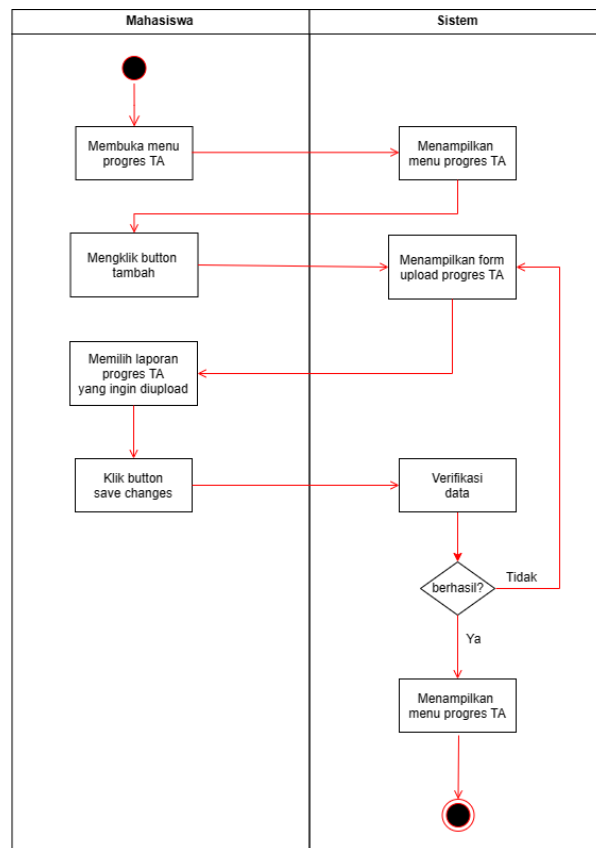 Mahasiswa
Sistem
Membuka menu
progres TA
Menampilkan
menu progres TA
Mengklik button
tambah
Menampilkan form
upload progres TA
Memilih laporan
progres TA
yang ingin diupload
Klik button
save changes
Verifikasi
data
berhasil?
Tidak
Ya
Menampilkan
menu progres TA